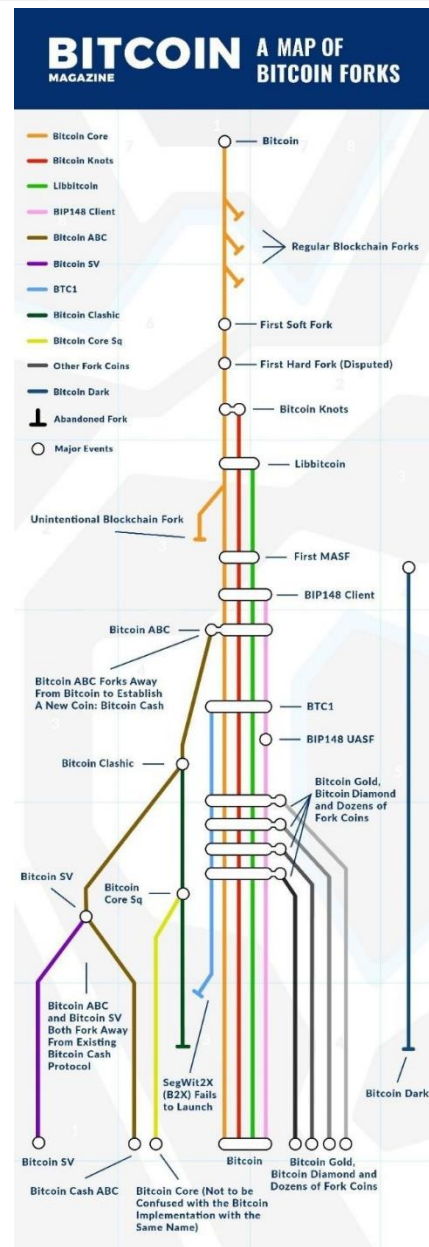 BITCOIN
MAGAZINE
A MAP OF
BITCOIN FORKS
Bitcoin Core
Bitcoin Knots
Libbitcoin
BIP148 Client
Bitcoin ABC
Bitcoin SV
BTC1
Bitcoin Clashic
Bitcoin Core Sq
Other Fork Coins
Bitcoin Dark
Abandoned Fork
Major Events
Bitcoin
Regular Blockchain Forks
First Soft Fork
First Hard Fork (Disputed)
Bitcoin Knots
Libbitcoin
Unintentional Blockchain Fork
First MASF
BIP148 Client
Bitcoin ABC
Bitcoin ABC Forks Away
From Bitcoin to Establish
A New Coin: Bitcoin Cash
BTC1
BIP148 UASF
Bitcoin Clashic
Bitcoin Gold,
Bitcoin Diamond
and Dozens of
Fork Coins
Bitcoin SV
Bitcoin
Core Sq
Bitcoin ABC
and Bitcoin SV
Both Fork Away
From Existing
Bitcoin Cash
Protocol
SegWit2X
(B2X) Fails
to Launch
Bitcoin Dark
Bitcoin SV
Bitcoin Cash ABC
Bitcoin Core (Not to be
Confused with the Bitcoin
Implementation with the
Same Name)
Bitcoin
Bitcoin Gold,
Bitcoin Diamond and
Dozens of Fork Coins